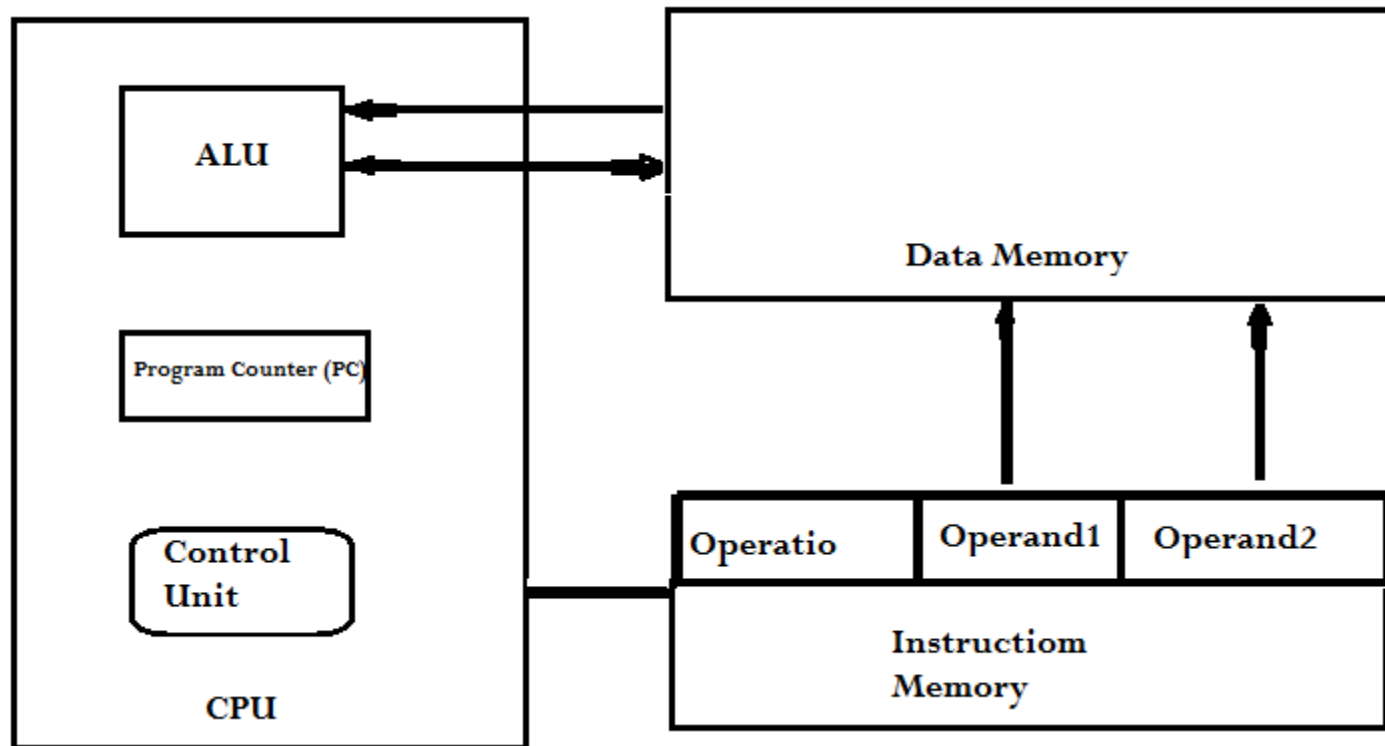 ALU
Data Memory
Program Counter (PC)
Operatio
Operand1
Operand2
Control
Unit
Instructiom
Memory
CPU